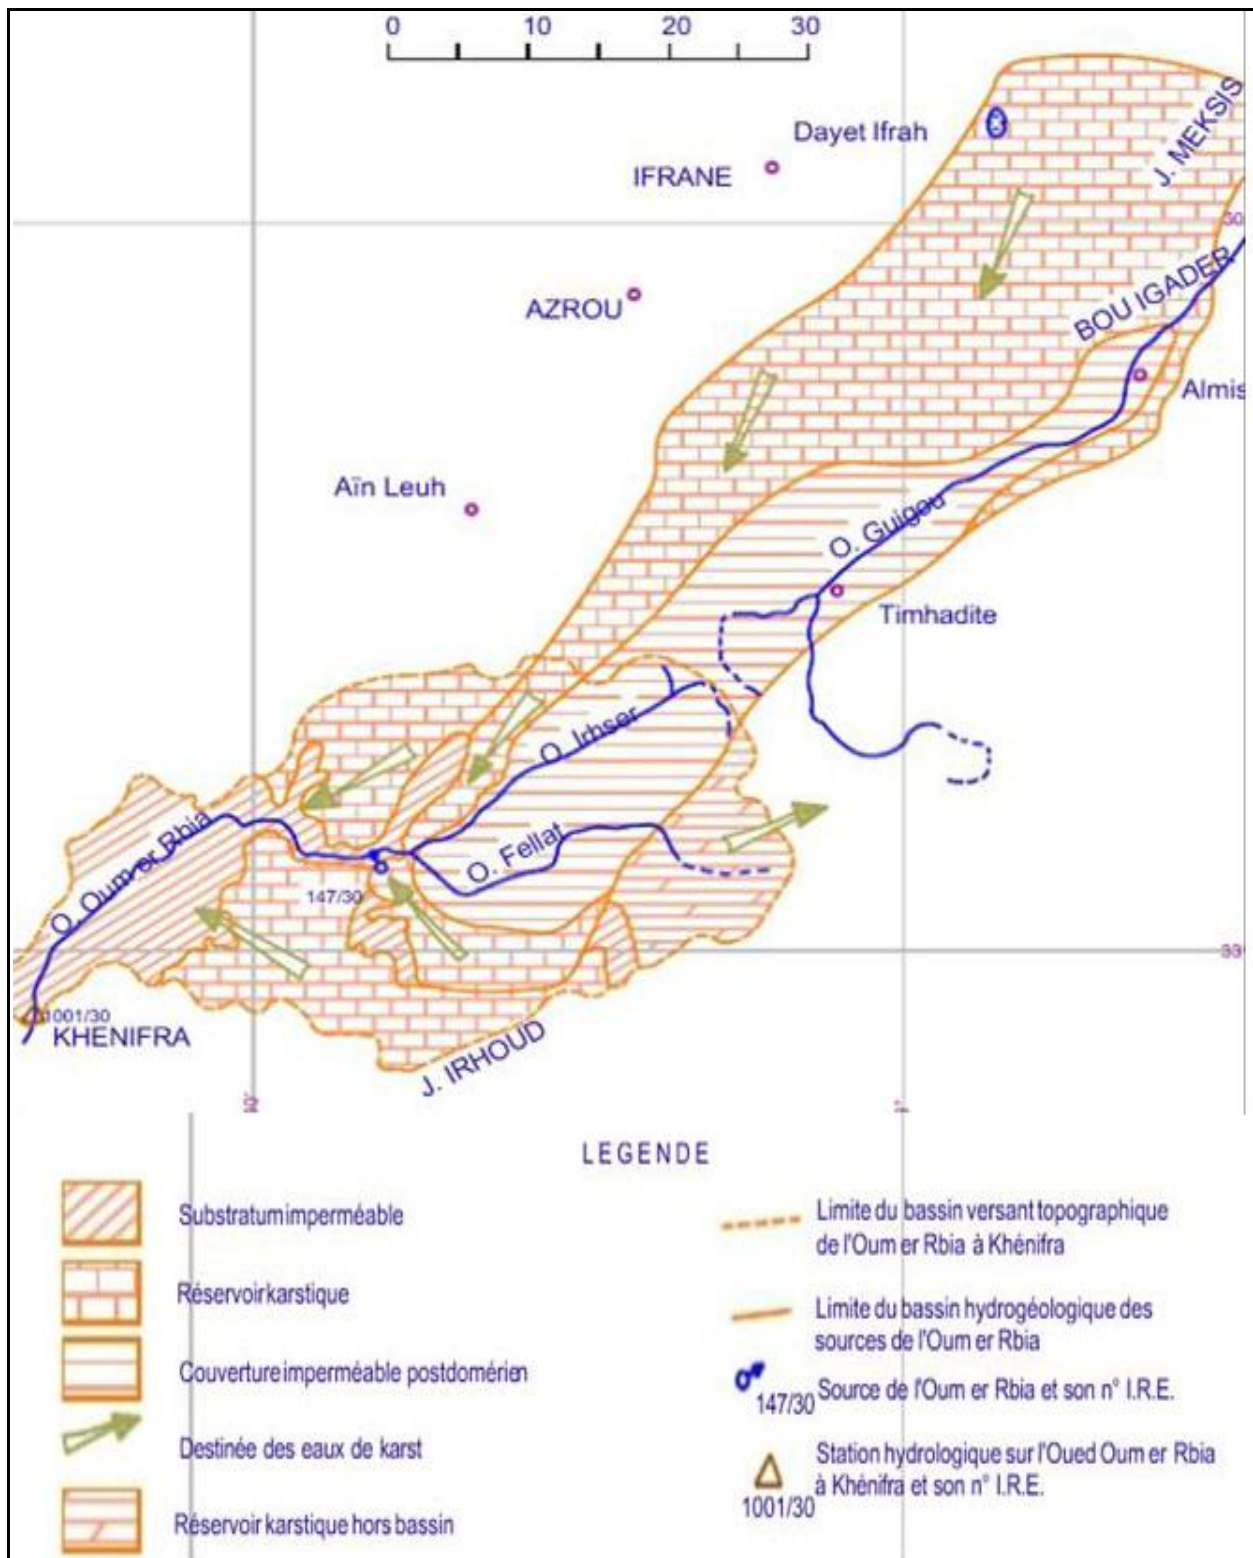 0 10 20 30
Dayet Ifrah
IFRANE
J. MEKSIS
30
BOU IGADER
AZROU
Almis
Aïn Leuh
O. Guigou
Timhadite
O. Irhser
O. Oum er Rbia
O. Fellat
147/30
33
1001/30
KHENIFRA
J. IRHOUD
LEGENDE
Substratum imperméable
Réservoir karstique
Couverture imperméable postdomérien
Destinée des eaux de karst
Réservoir karstique hors bassin
Limite du bassin versant topographique
de l'Oum er Rbia à Khénifra
Limite du bassin hydrogéologique des
sources de l'Oum er Rbia
147/30 Source de l'Oum er Rbia et son n° I.R.E.
Station hydrologique sur l'Oued Oum er Rbia
à Khénifra et son n° I.R.E.
1001/30